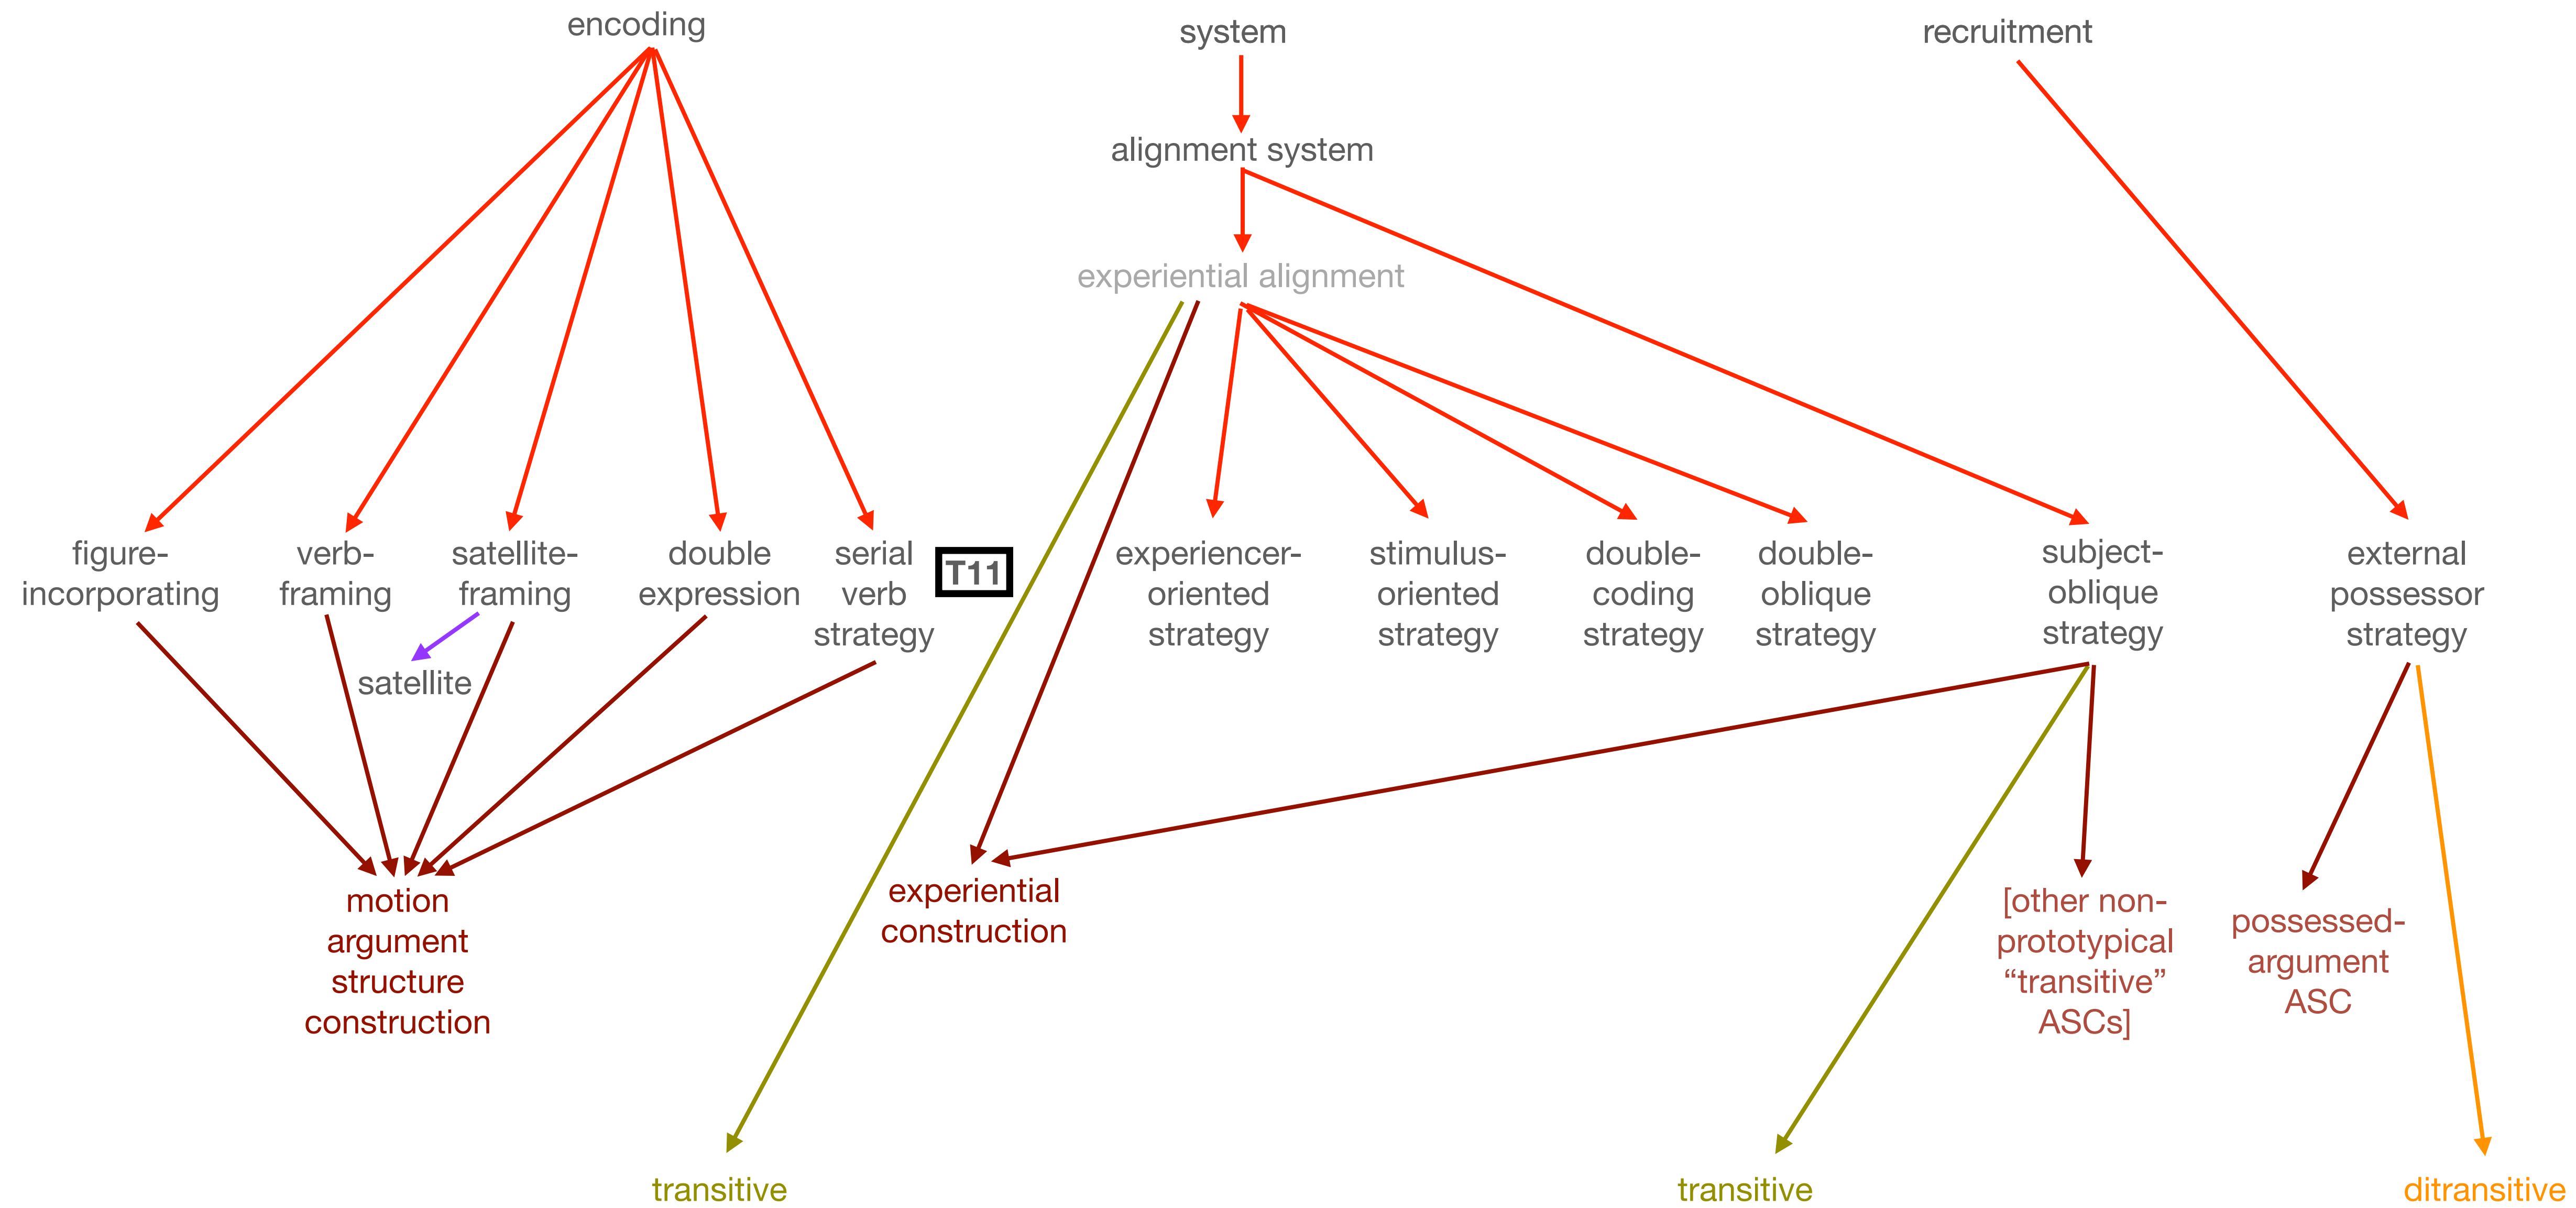 encoding
system
recruitment
alignment system
experiential alignment
figure-
incorporating
verb-
framing
satellite-
framing
double
expression
serial
verb
strategy
T11
experiencer-
oriented
strategy
stimulus-
oriented
strategy
double-
coding
strategy
double-
oblique
strategy
subject-
oblique
strategy
external
possessor
strategy
satellite
motion
argument
structure
construction
experiential
construction
[other non-
prototypical
“transitive”
ASCs]
possessed-
argument
ASC
transitive
transitive
ditransitive